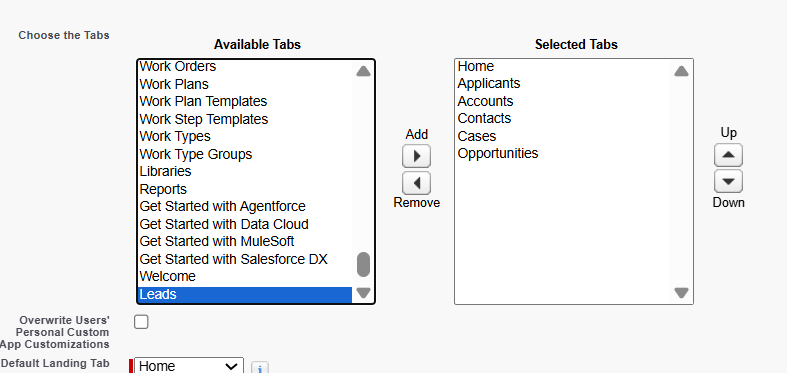 Choose the Tabs
Available Tabs
Work Orders
Work Plans
Work Plan Templates
Work Step Templates
Work Types
Work Type Groups
Libraries
Reports
Get Started with Agentforce
Get Started with Data Cloud
Get Started with MuleSoft
Get Started with Salesforce DX
Welcome
Leads
Add
Remove
Selected Tabs
Home
Applicants
Accounts
Contacts
Cases
Opportunities
Up
Down
Overwrite Users'
Personal Custom
App Customizations
Default Landing Tab
Home
i